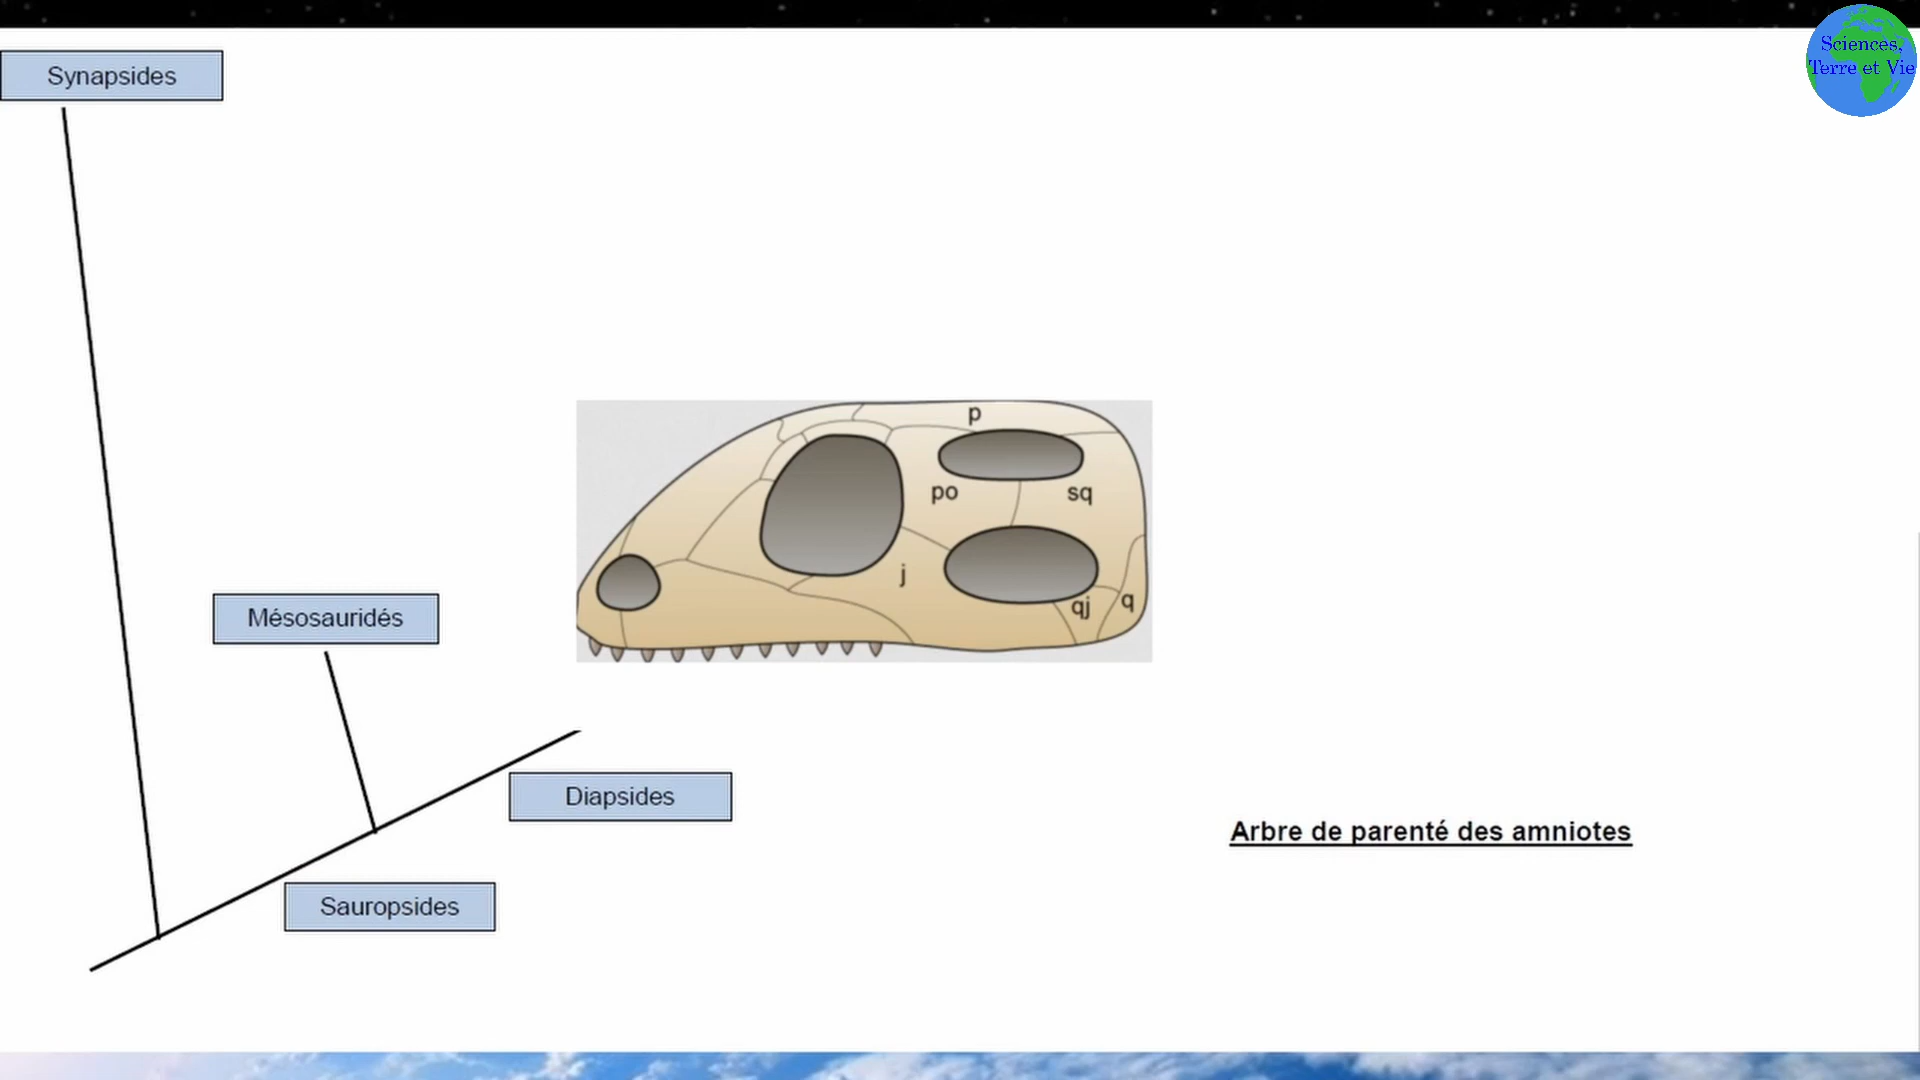 Synapsides
Sciences,
Terre et Vie
p
po
sq
j
qj
q
Mésosauridés
Diapsides
Arbre de parenté des amniotes
Sauropsides